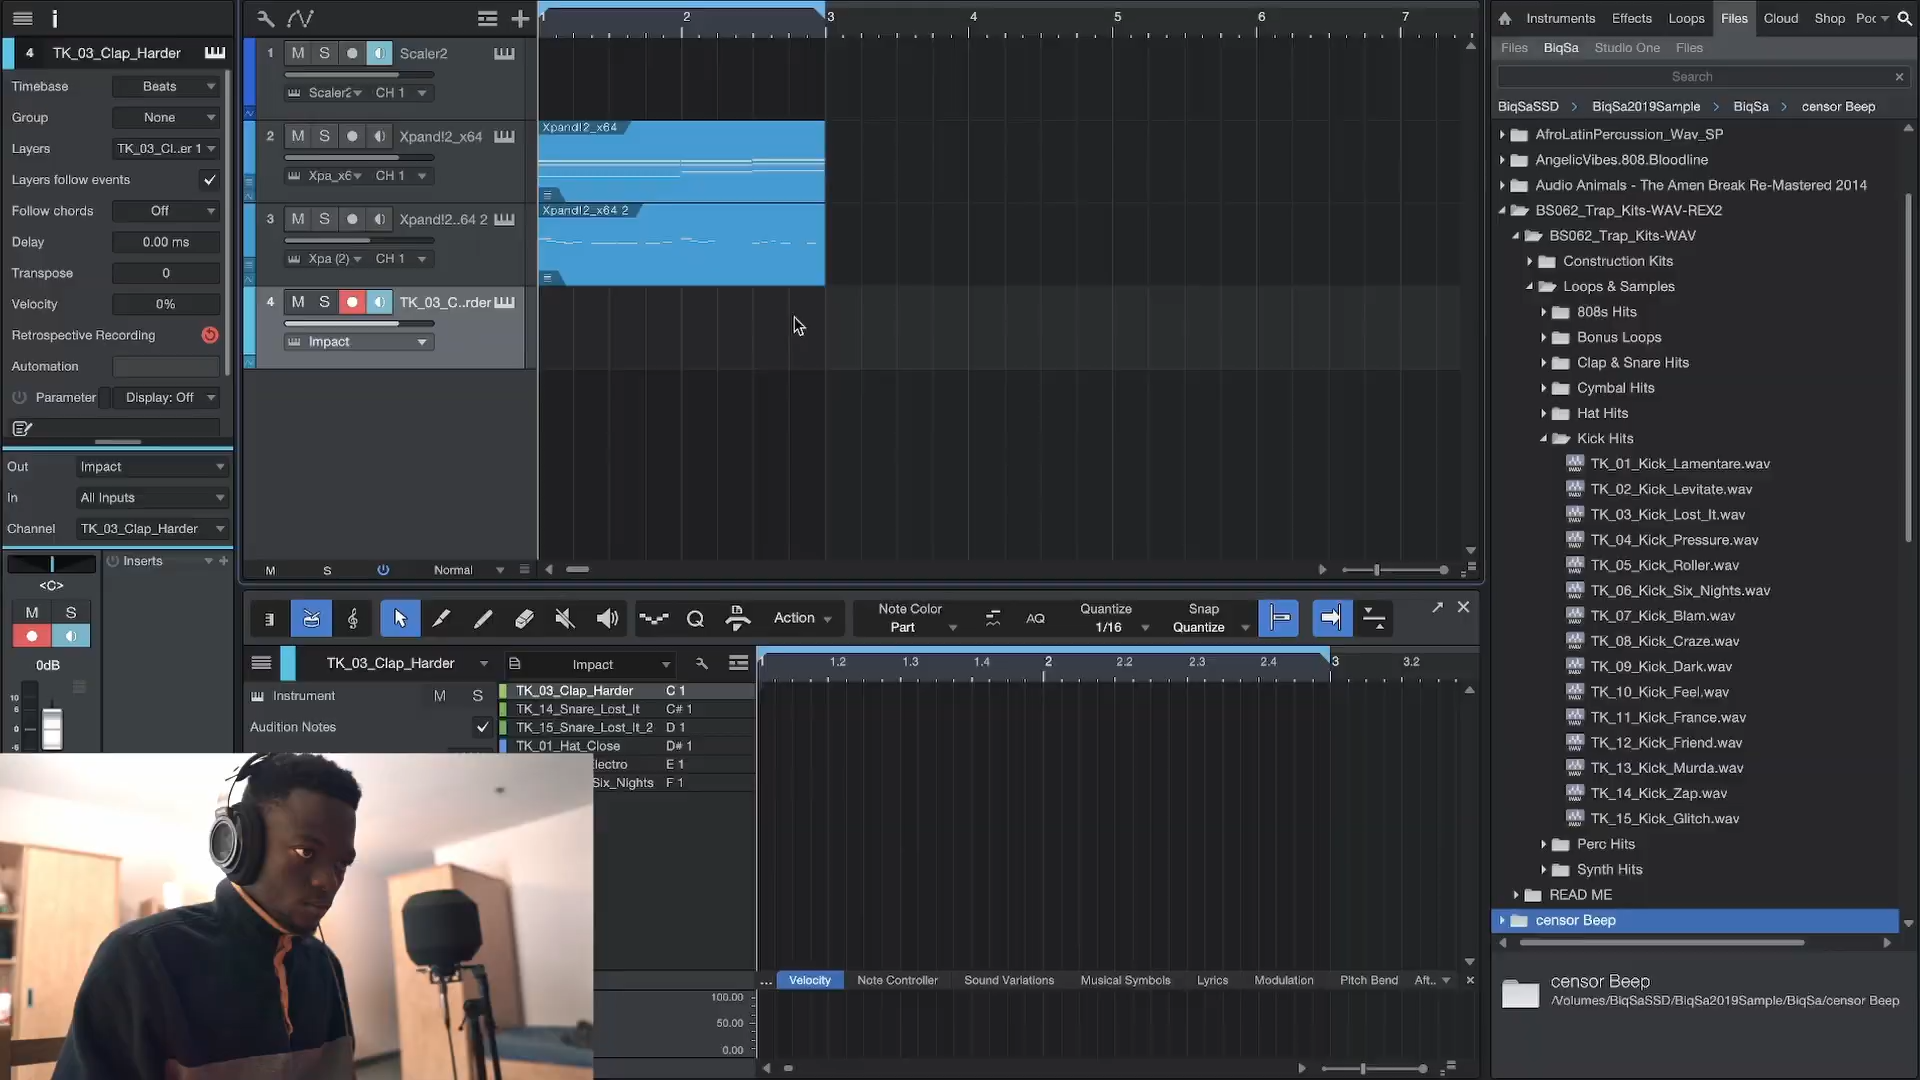 4 TK_03_Clap_Harder
Timebase Beats
Group None
Layers TK_03_Cl..er 1
Layers follow events
Follow chords Off
Delay 0.00 ms
Transpose 0
Velocity 0%
Retrospective Recording
Automation
Parameter Display: Off
Out Impact
In All Inputs
Channel TK_03_Clap_Harder
Inserts
<C>
M S
0dB
1 M S Scaler2
Scaler2 CH 1
2 M S Xpand!2_x64
Xpa_x6 CH 1
3 M S Xpand!2..64 2
Xpa (2) CH 1
4 M S TK_03_C..rder
Impact
M S Normal
1 2 3 4 5 6 7
Xpand!2_x64
Xpand!2_x64 2
Action
Note Color
Part
AQ
Quantize
1/16
Snap
Quantize
TK_03_Clap_Harder Impact
Instrument M S
Audition Notes
TK_03_Clap_Harder C 1
TK_14_Snare_Lost_It C# 1
TK_15_Snare_Lost_It_2 D 1
TK_01_Hat_Close D# 1
lectro E 1
Six_Nights F 1
1 1.2 1.3 1.4 2 2.2 2.3 2.4 3 3.2
... Velocity Note Controller Sound Variations Musical Symbols Lyrics Modulation Pitch Bend Aft..
100.00
50.00
0.00
Instruments Effects Loops Files Cloud Shop Poc
Files BiqSa Studio One Files
Search
BiqSaSSD > BiqSa2019Sample > BiqSa > censor Beep
AfroLatinPercussion_Wav_SP
AngelicVibes.808.Bloodline
Audio Animals - The Amen Break Re-Mastered 2014
BS062_Trap_Kits-WAV-REX2
BS062_Trap_Kits-WAV
Construction Kits
Loops & Samples
808s Hits
Bonus Loops
Clap & Snare Hits
Cymbal Hits
Hat Hits
Kick Hits
TK_01_Kick_Lamentare.wav
TK_02_Kick_Levitate.wav
TK_03_Kick_Lost_It.wav
TK_04_Kick_Pressure.wav
TK_05_Kick_Roller.wav
TK_06_Kick_Six_Nights.wav
TK_07_Kick_Blam.wav
TK_08_Kick_Craze.wav
TK_09_Kick_Dark.wav
TK_10_Kick_Feel.wav
TK_11_Kick_France.wav
TK_12_Kick_Friend.wav
TK_13_Kick_Murda.wav
TK_14_Kick_Zap.wav
TK_15_Kick_Glitch.wav
Perc Hits
Synth Hits
READ ME
censor Beep
censor Beep
/Volumes/BiqSaSSD/BiqSa2019Sample/BiqSa/censor Beep